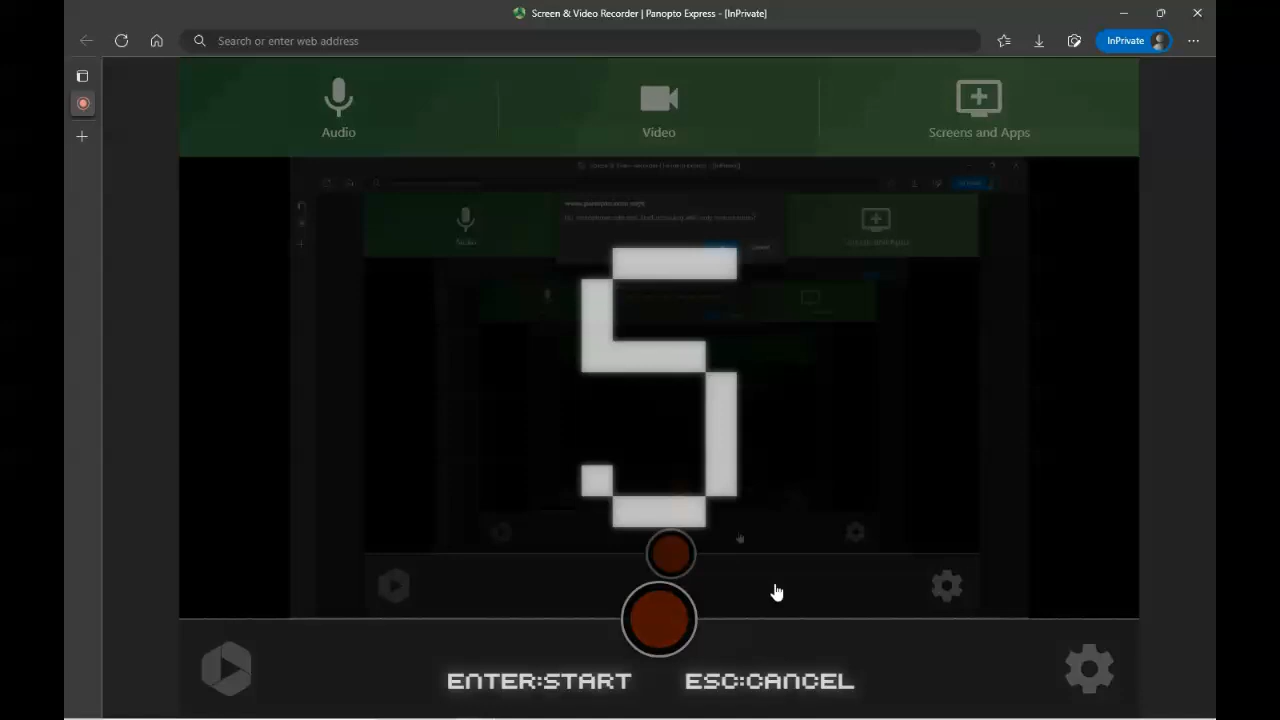 Screen & Video Recorder | Panopto Express - [InPrivate]
Search or enter web address
InPrivate
Audio
Video
Screens and Apps
5
ENTER:START ESC:CANCEL